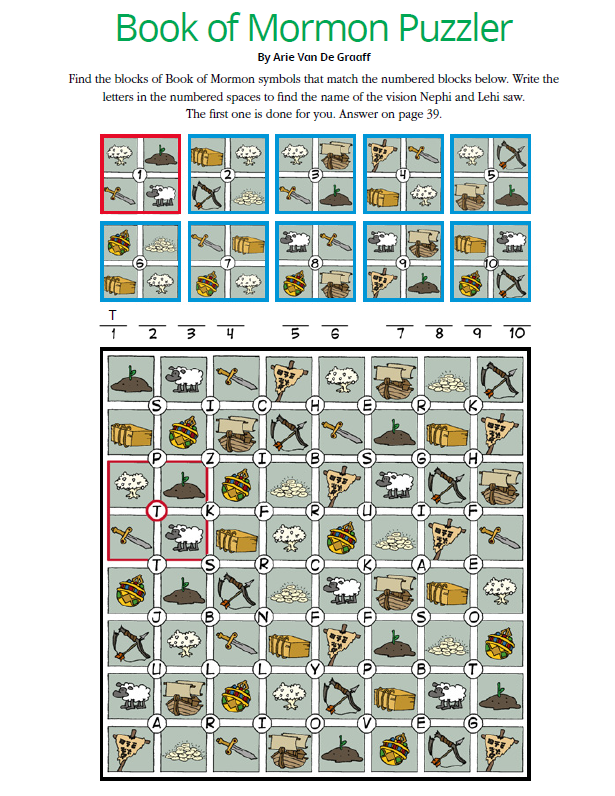 Book of Mormon Puzzler
By Arie Van De Graaff
Find the blocks of Book of Mormon symbols that match the numbered blocks below. Write the
letters in the numbered spaces to find the name of the vision Nephi and Lehi saw.
The first one is done for you. Answer on page 39.
1 2 3 4 5
6 7 8 9 10
T
1 2 3 4 5 6 7 8 9 10
S I C H E R K
P Z I B S G H
T K F R U I F
T S R C K A E
J B N F F S O
U L L Y P B T
A R I O V E G